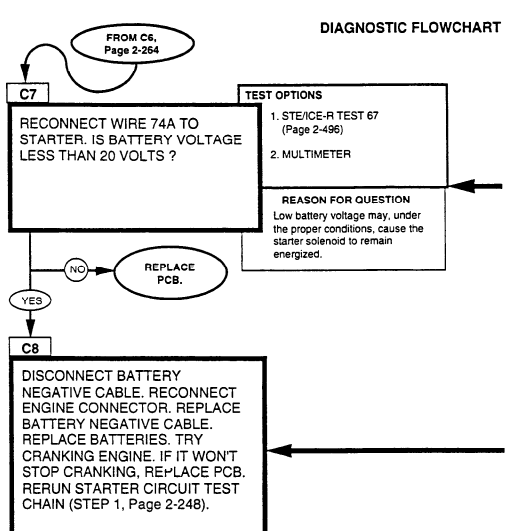 DIAGNOSTIC FLOWCHART
FROM C6,
Page 2-264
C7
RECONNECT WIRE 74A TO
STARTER. IS BATTERY VOLTAGE
LESS THAN 20 VOLTS ?
TEST OPTIONS
1. STE/ICE-R TEST 67
(Page 2-496)
2. MULTIMETER
REASON FOR QUESTION
Low battery voltage may, under
the proper conditions, cause the
starter solenoid to remain
energized.
NO
REPLACE
PCB.
YES
C8
DISCONNECT BATTERY
NEGATIVE CABLE. RECONNECT
ENGINE CONNECTOR. REPLACE
BATTERY NEGATIVE CABLE.
REPLACE BATTERIES. TRY
CRANKING ENGINE. IF IT WON'T
STOP CRANKING, REPLACE PCB.
RERUN STARTER CIRCUIT TEST
CHAIN (STEP 1, Page 2-248).